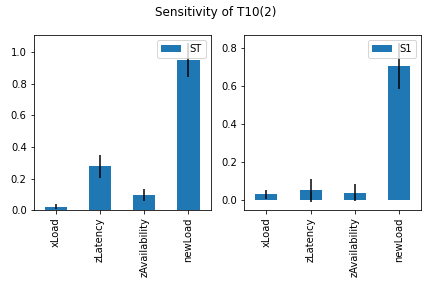 Sensitivity of T10(2)
ST
1.0
0.8
0.6
0.4
0.2
0.0
xLoad
zLatency
zAvailability
newLoad
S1
0.8
0.6
0.4
0.2
0.0
xLoad
zLatency
zAvailability
newLoad